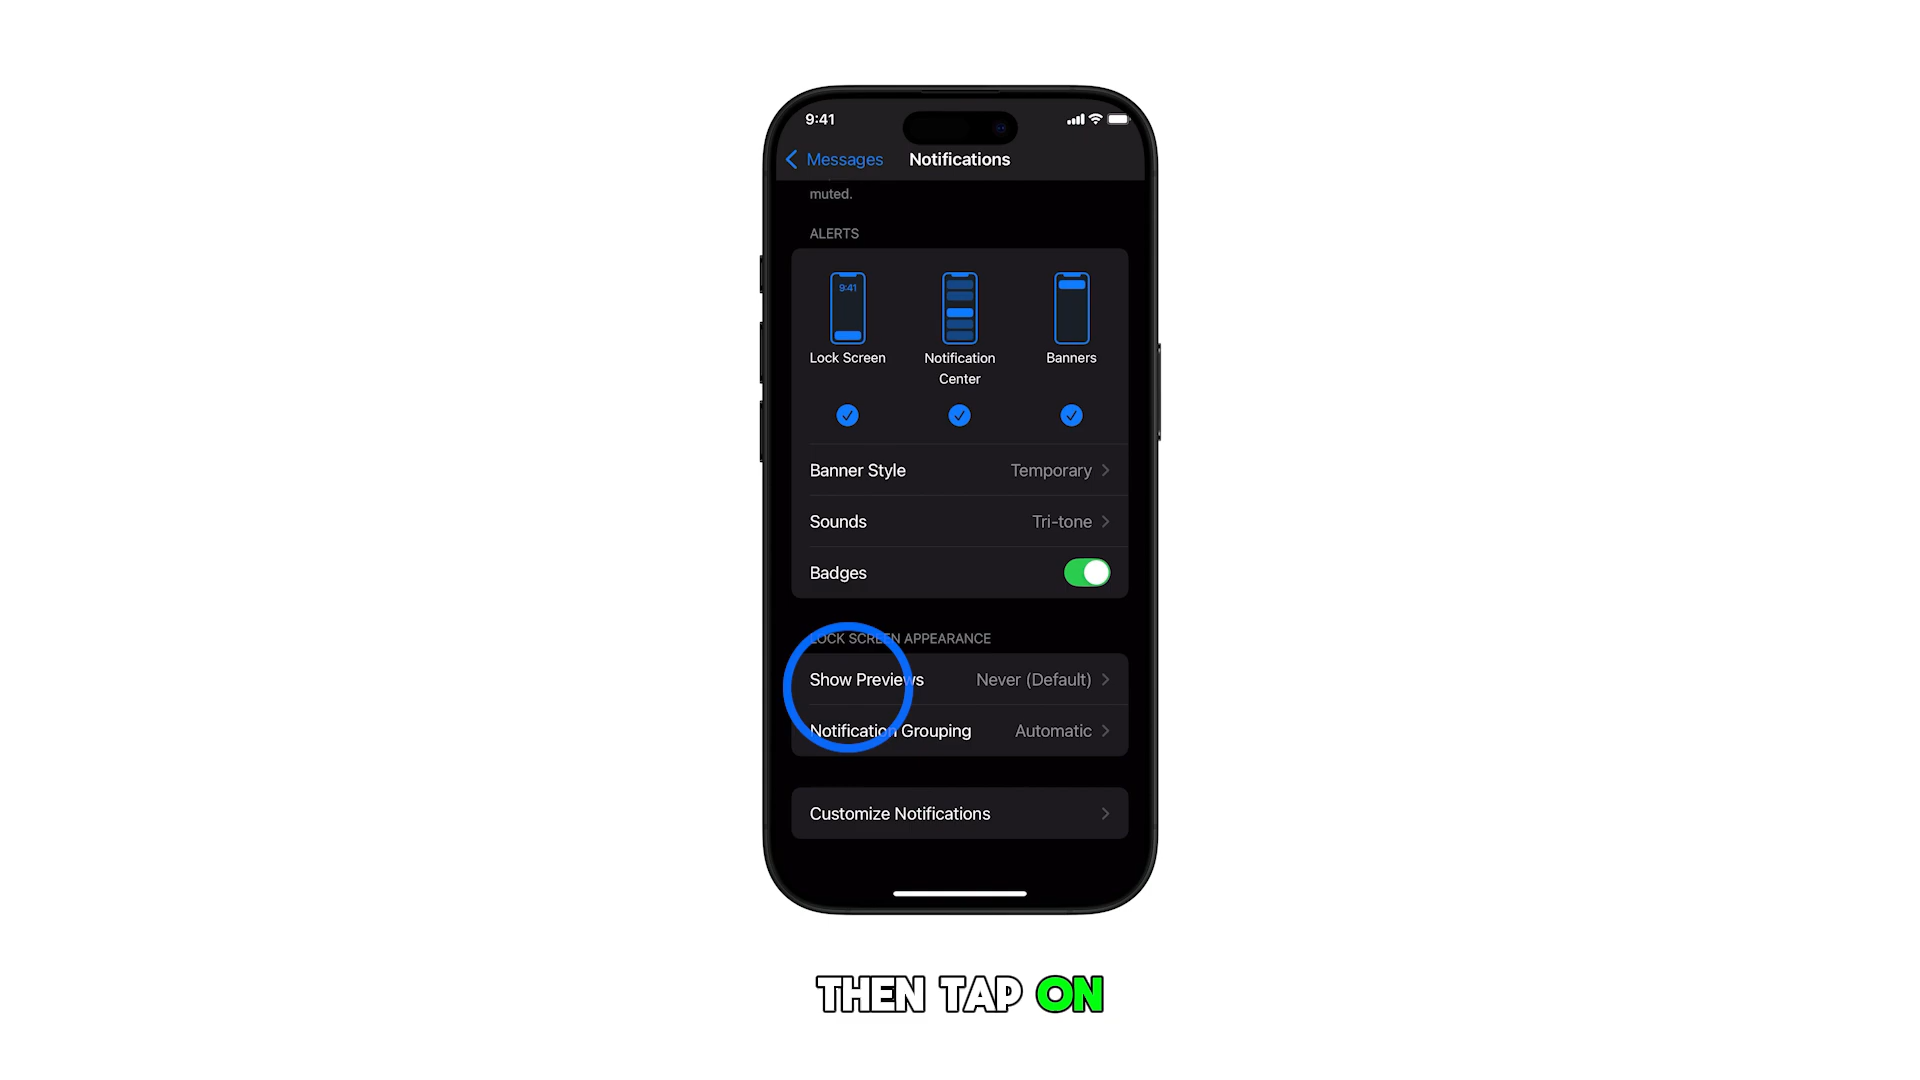 9:41
Messages Notifications
muted.
ALERTS
9:41
Lock Screen
Notification
Center
Banners
Banner Style Temporary
Sounds Tri-tone
Badges
LOCK SCREEN APPEARANCE
Show Previews Never (Default)
Notification Grouping Automatic
Customize Notifications
THEN TAP ON